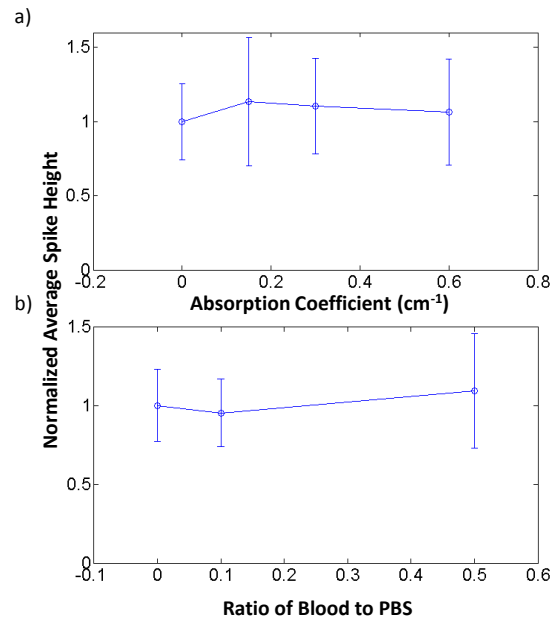 a)
1.5
1
0.5
0
-0.2 0 0.2 0.4 0.6 0.8
Absorption Coefficient (cm-1)
Normalized Average Spike Height
b)
1.5
1
0.5
0
-0.1 0 0.1 0.2 0.3 0.4 0.5 0.6
Ratio of Blood to PBS